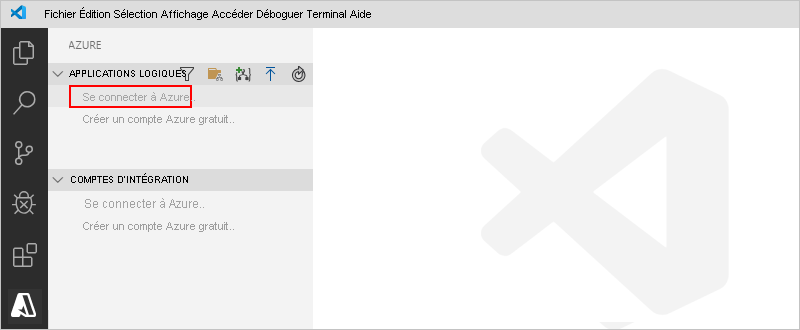 Fichier Édition Sélection Affichage Accéder Déboguer Terminal Aide
AZURE
APPLICATIONS LOGIQUES
Se connecter à Azure..
Créer un compte Azure gratuit..
COMPTES D'INTÉGRATION
Se connecter à Azure..
Créer un compte Azure gratuit..